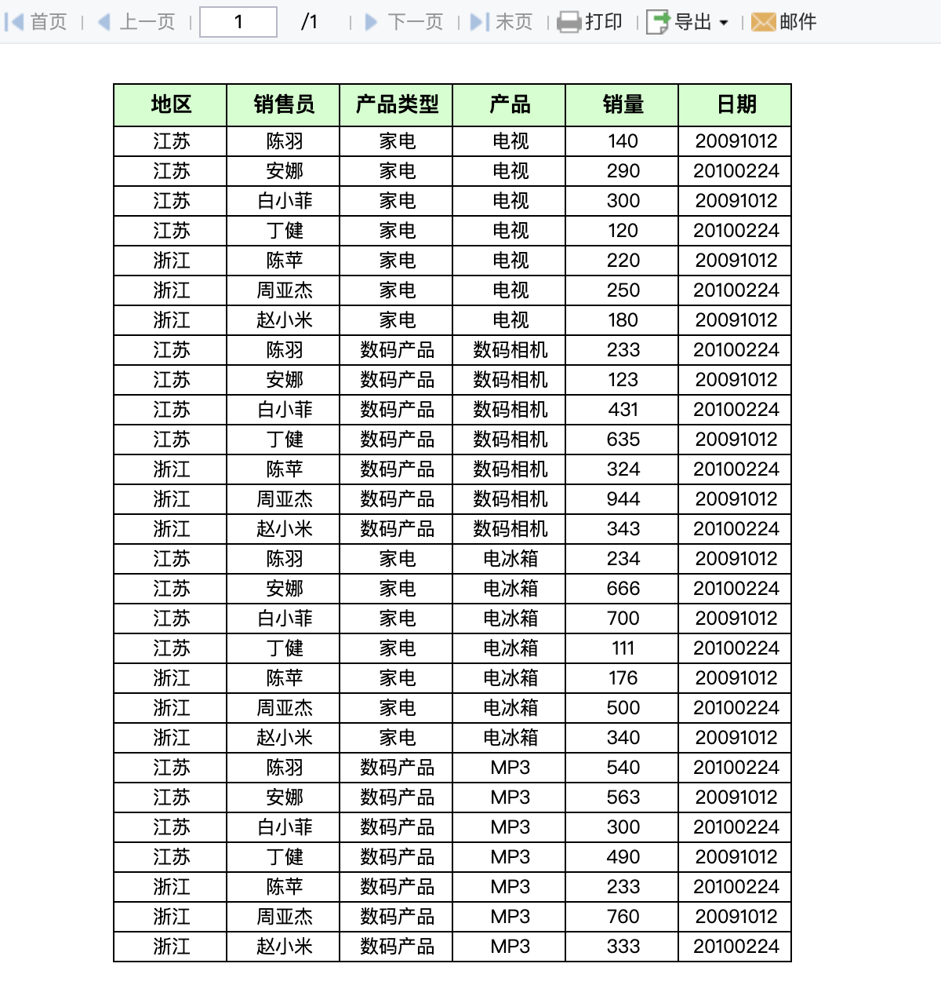 首页 上一页 1 /1 下一页 末页 打印 导出 邮件
地区 销售员 产品类型 产品 销量 日期
江苏 陈羽 家电 电视 140 20091012
江苏 安娜 家电 电视 290 20100224
江苏 白小菲 家电 电视 300 20091012
江苏 丁健 家电 电视 120 20100224
浙江 陈苹 家电 电视 220 20091012
浙江 周亚杰 家电 电视 250 20100224
浙江 赵小米 家电 电视 180 20091012
江苏 陈羽 数码产品 数码相机 233 20100224
江苏 安娜 数码产品 数码相机 123 20091012
江苏 白小菲 数码产品 数码相机 431 20100224
江苏 丁健 数码产品 数码相机 635 20091012
浙江 陈苹 数码产品 数码相机 324 20100224
浙江 周亚杰 数码产品 数码相机 944 20091012
浙江 赵小米 数码产品 数码相机 343 20100224
江苏 陈羽 家电 电冰箱 234 20091012
江苏 安娜 家电 电冰箱 666 20100224
江苏 白小菲 家电 电冰箱 700 20091012
江苏 丁健 家电 电冰箱 111 20100224
浙江 陈苹 家电 电冰箱 176 20091012
浙江 周亚杰 家电 电冰箱 500 20100224
浙江 赵小米 家电 电冰箱 340 20091012
江苏 陈羽 数码产品 MP3 540 20100224
江苏 安娜 数码产品 MP3 563 20091012
江苏 白小菲 数码产品 MP3 300 20100224
江苏 丁健 数码产品 MP3 490 20091012
浙江 陈苹 数码产品 MP3 233 20100224
浙江 周亚杰 数码产品 MP3 760 20091012
浙江 赵小米 数码产品 MP3 333 20100224